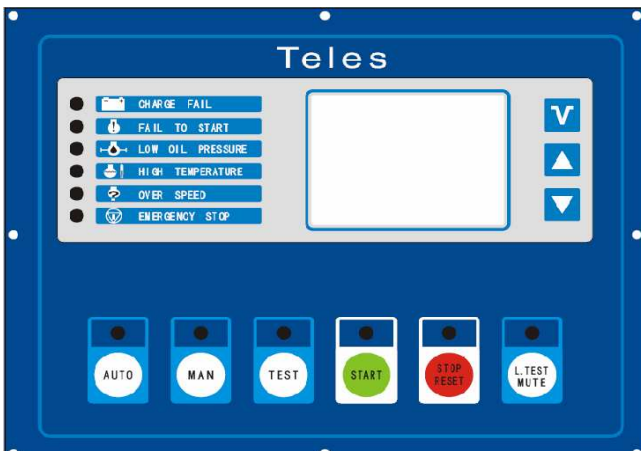 Teles
CHARGE FAIL
FAIL TO START
LOW OIL PRESSURE
HIGH TEMPERATURE
OVER SPEED
EMERGENCY STOP
AUTO
MAN
TEST
START
STOP
RESET
L.TEST
MUTE